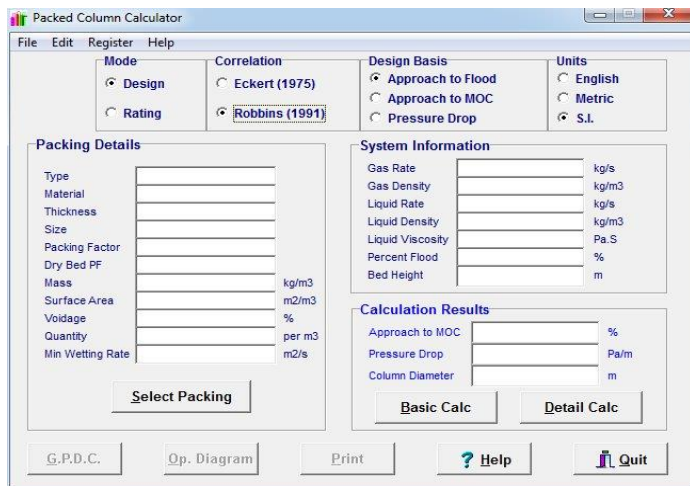 Packed Column Calculator
File Edit Register Help
Mode
Design
Rating
Correlation
Eckert (1975)
Robbins (1991)
Design Basis
Approach to Flood
Approach to MOC
Pressure Drop
Units
English
Metric
S.I.
Packing Details
Type
Material
Thickness
Size
Packing Factor
Dry Bed PF
Mass kg/m3
Surface Area m2/m3
Voidage %
Quantity per m3
Min Wetting Rate m2/s
Select Packing
System Information
Gas Rate kg/s
Gas Density kg/m3
Liquid Rate kg/s
Liquid Density kg/m3
Liquid Viscosity Pa.S
Percent Flood %
Bed Height m
Calculation Results
Approach to MOC %
Pressure Drop Pa/m
Column Diameter m
Basic Calc Detail Calc
G.P.D.C. Op. Diagram Print ? Help Quit